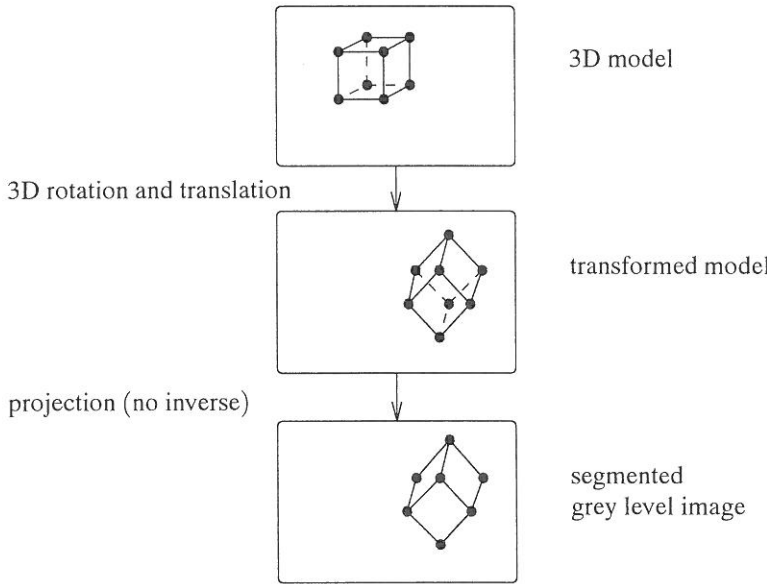 3D model
3D rotation and translation
transformed model
projection (no inverse)
segmented
grey level image